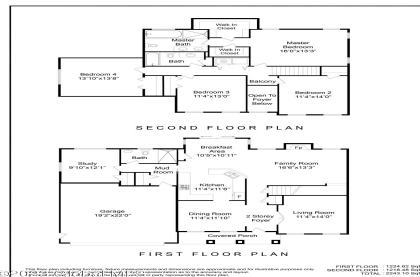 Walk In
Closet
Master
Bath
Walk In
Closet
Master
Bedroom
16'0"x13'3"
Bath
Bedroom 4
13'10"x13'8"
Balcony
Bedroom 3
11'4"x13'0"
Open To
Foyer
Below
Bedroom 2
11'4"x14'0"
SECOND FLOOR PLAN
Breakfast
Area
10'5"x10'11"
Fp
Study
9'10"x12'1"
Bath
Mud
Room
Family Room
16'6"x13'3"
Kitchen
11'4"x11'6"
Garage
19'2"x22'0"
Dining Room
11'4"x11'10"
2 Storey
Foyer
Living Room
11'4"x14'0"
Covered Porch
FIRST FLOOR PLAN
FIRST FLOOR
SECOND FLOOR
TOTAL